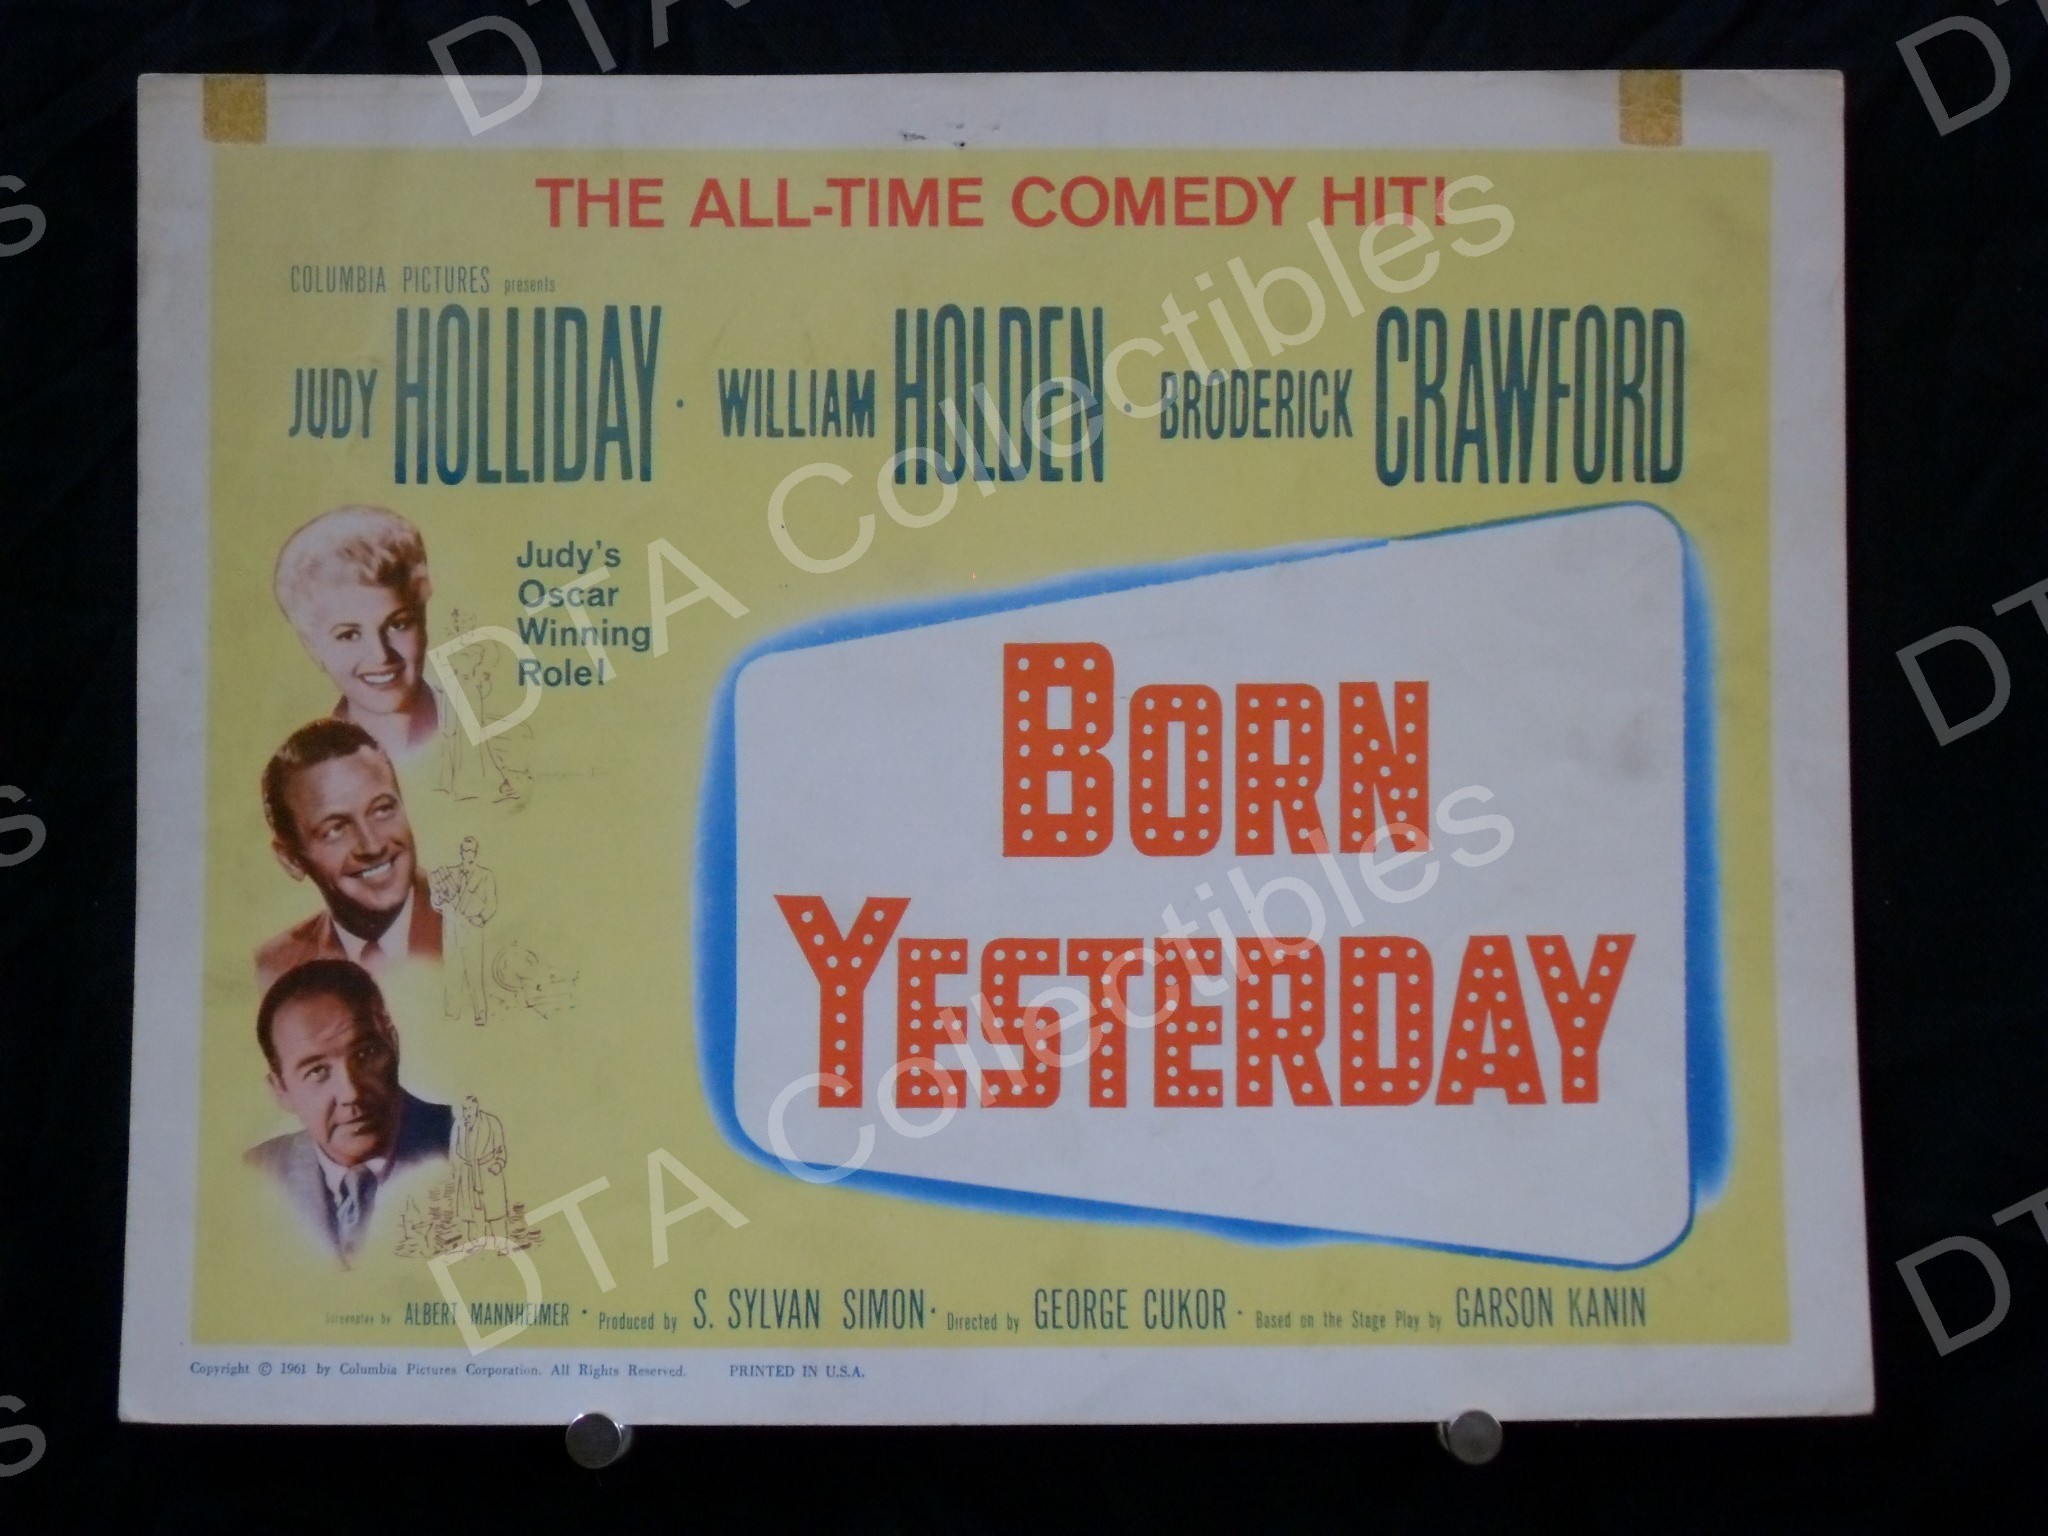 THE ALL-TIME COMEDY HIT!
COLUMBIA PICTURES presents
JUDY HOLLIDAY · WILLIAM HOLDEN · BRODERICK CRAWFORD
Judy's
Oscar
Winning
Role!
BORN
YESTERDAY
Screenplay by ALBERT MANNHEIMER · Produced by S. SYLVAN SIMON · Directed by GEORGE CUKOR · Based on the Stage Play by GARSON KANIN
Copyright © 1961 by Columbia Pictures Corporation. All Rights Reserved. PRINTED IN U.S.A.
DTA Collectibles
DTA Collectibles